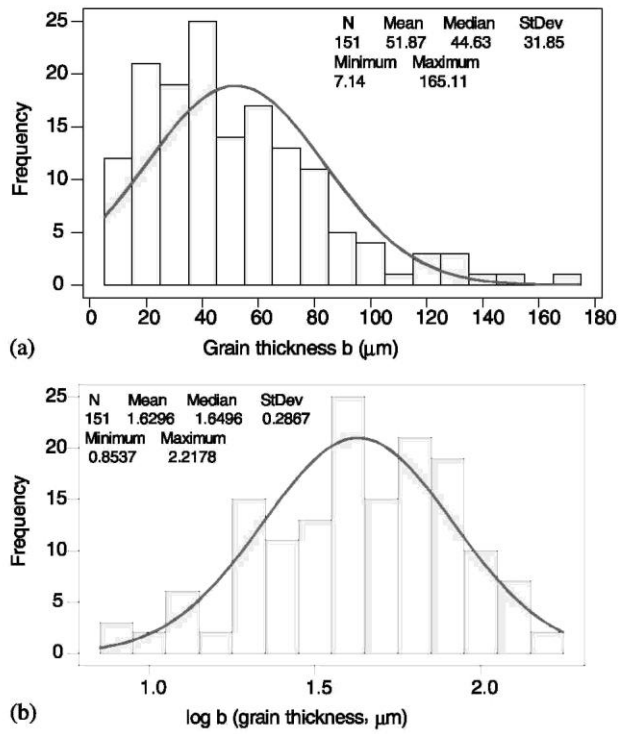 25
20
15
10
5
0
Frequency
N Mean Median StDev
151 51.87 44.63 31.85
Minimum Maximum
7.14 165.11
0 20 40 60 80 100 120 140 160 180
(a) Grain thickness b (μm)
25
20
15
10
5
0
Frequency
N Mean Median StDev
151 1.6296 1.6496 0.2867
Minimum Maximum
0.8537 2.2178
1.0 1.5 2.0
(b) log b (grain thickness, μm)